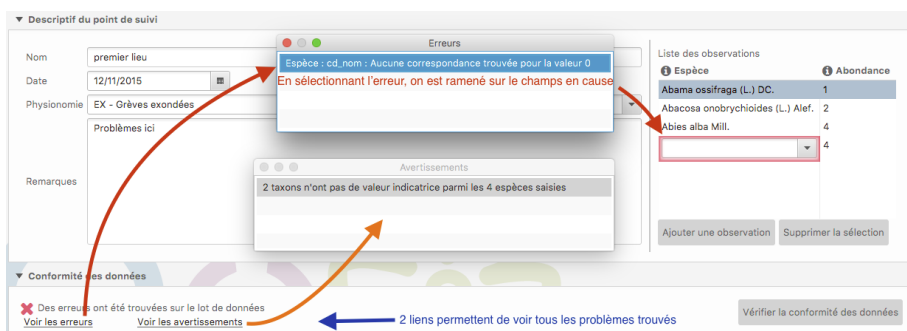 ▼ Descriptif du point de suivi
Nom
premier lieu
Date
12/11/2015
Physionomie
EX - Grèves exondées
Remarques
Problèmes ici
Erreurs
Espèce : cd_nom : Aucune correspondance trouvée pour la valeur 0
En sélectionnant l'erreur, on est ramené sur le champs en cause
Avertissements
2 taxons n'ont pas de valeur indicatrice parmi les 4 espèces saisies
Liste des observations
Espèce
Abondance
Abama ossifraga (L.) DC.
1
Abacosa onobrychioides (L.) Alef.
2
Abies alba Mill.
4
4
Ajouter une observation
Supprimer la sélection
▼ Conformité des données
Des erreurs ont été trouvées sur le lot de données
Voir les erreurs
Voir les avertissements
2 liens permettent de voir tous les problèmes trouvés
Vérifier la conformité des données